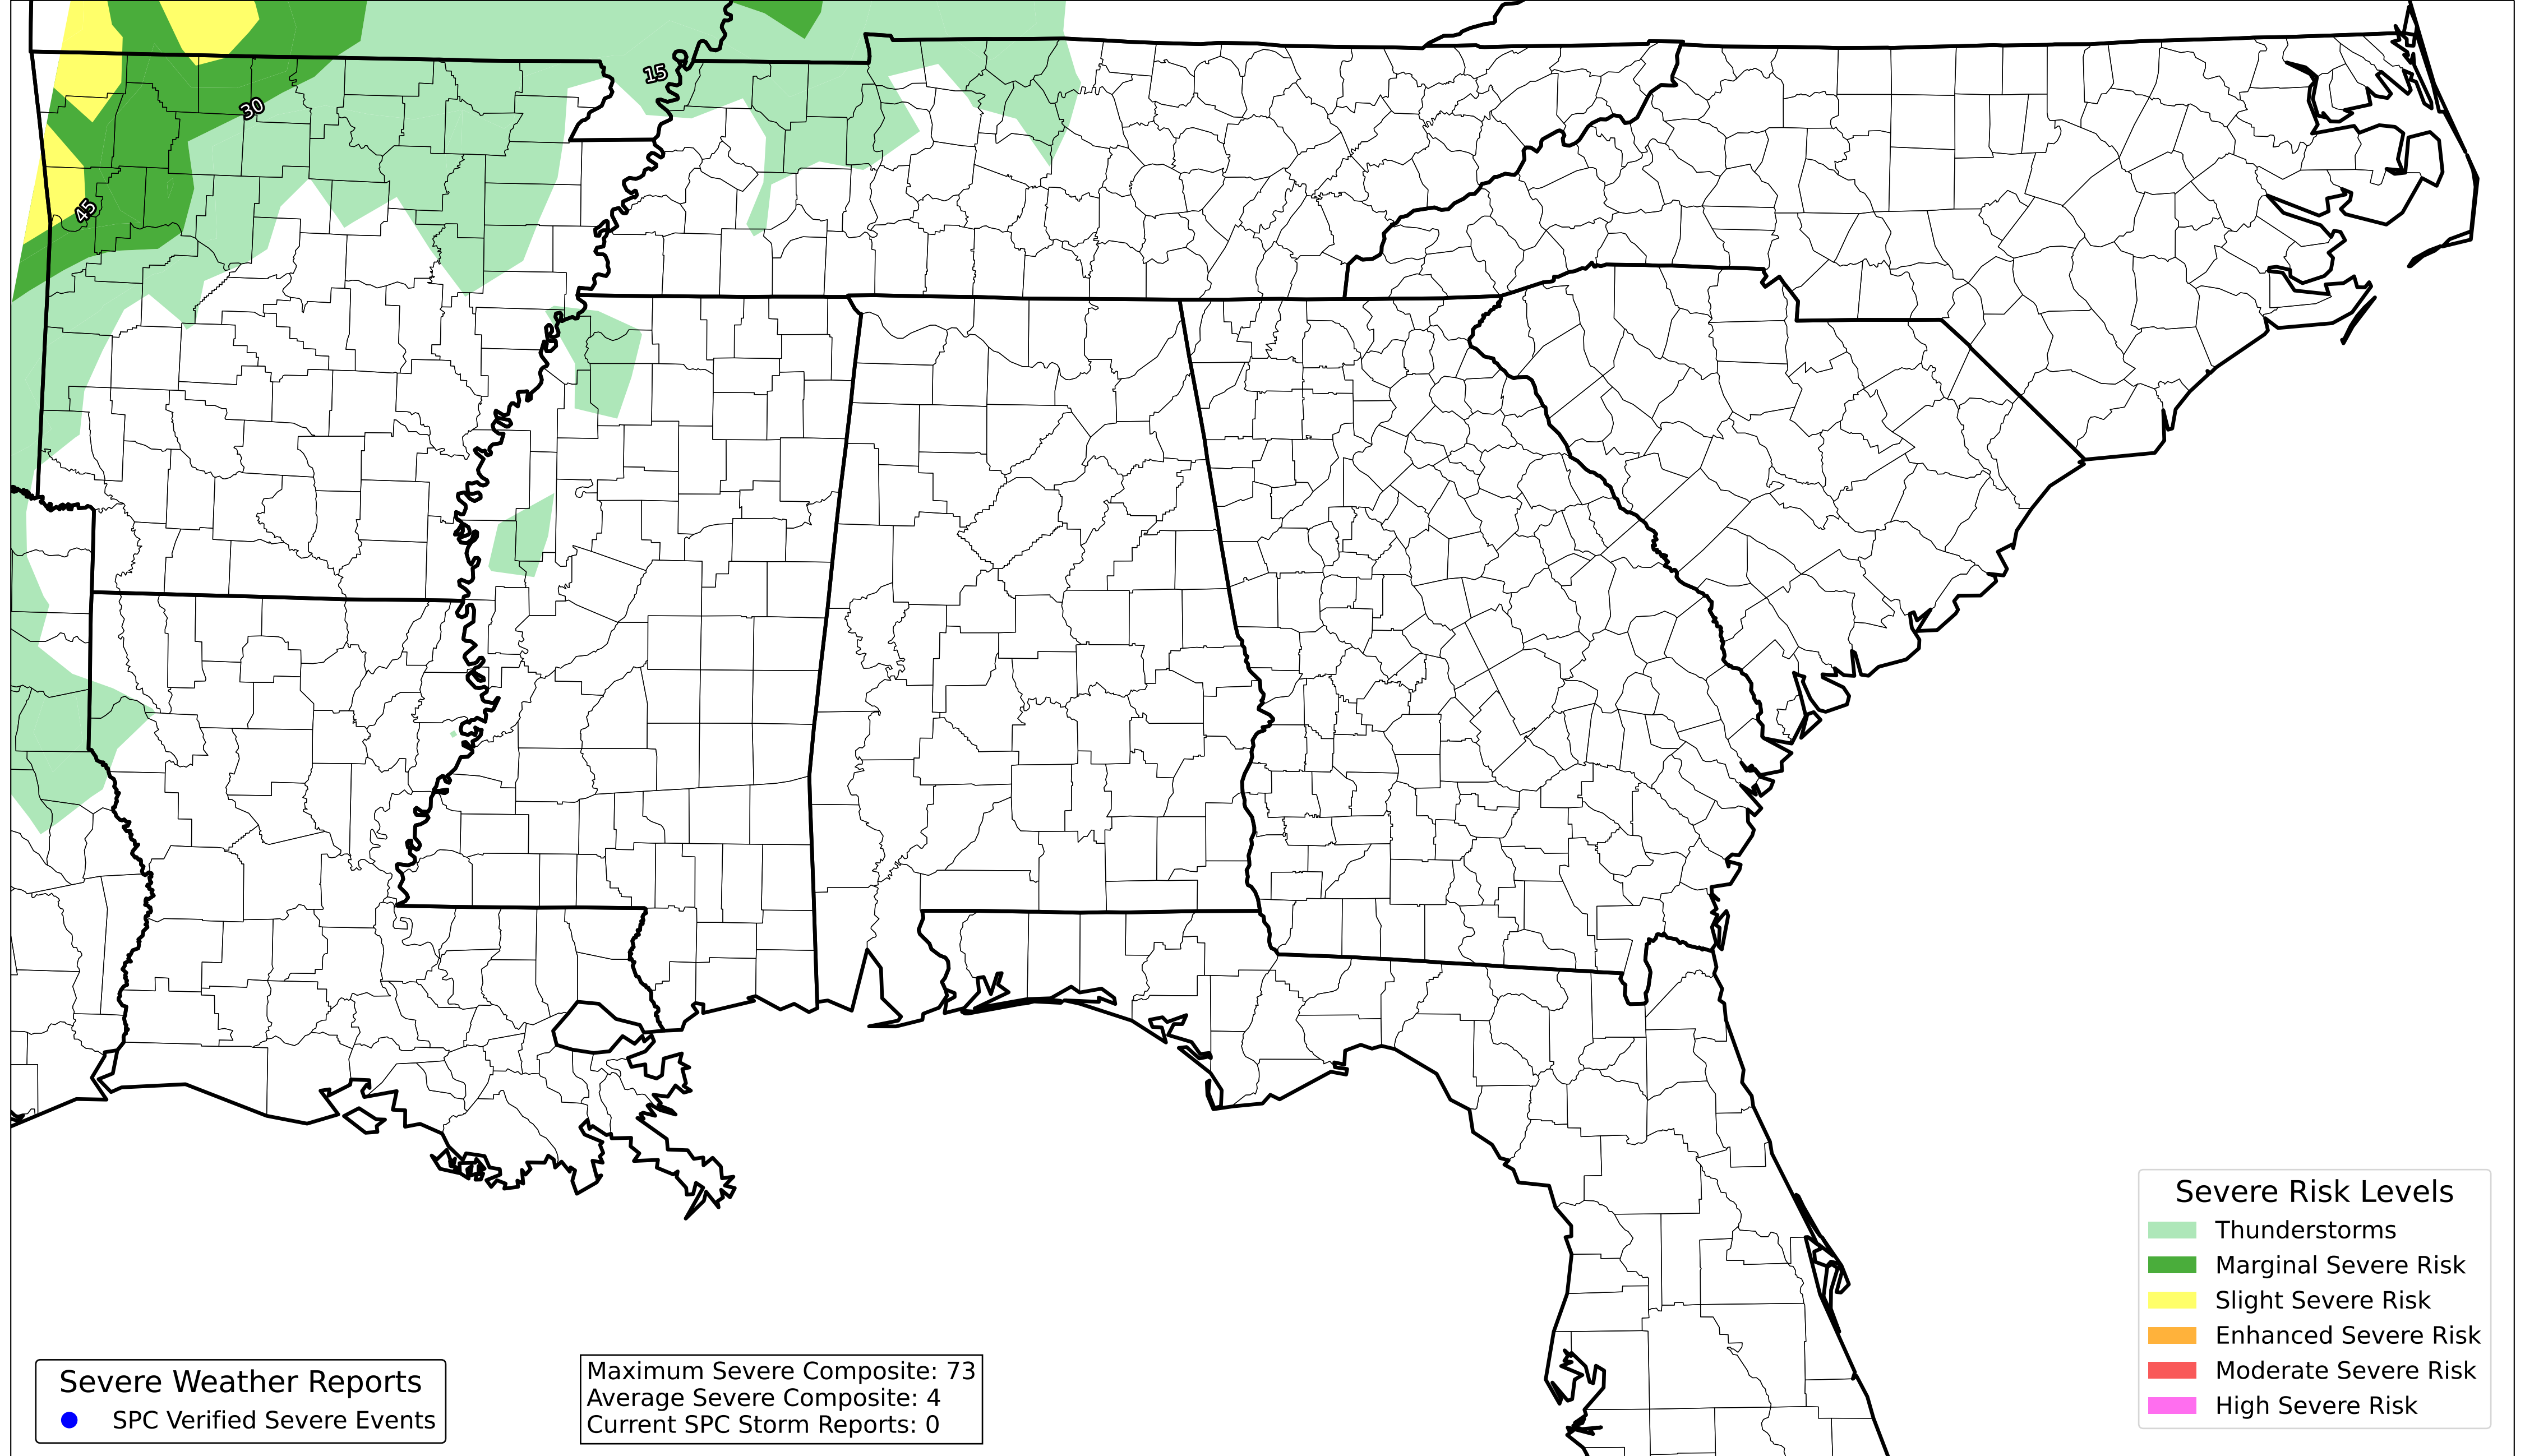 15
30
45
Severe Risk Levels
Thunderstorms
Marginal Severe Risk
Slight Severe Risk
Enhanced Severe Risk
Moderate Severe Risk
High Severe Risk
Severe Weather Reports
SPC Verified Severe Events
Maximum Severe Composite: 73
Average Severe Composite: 4
Current SPC Storm Reports: 0